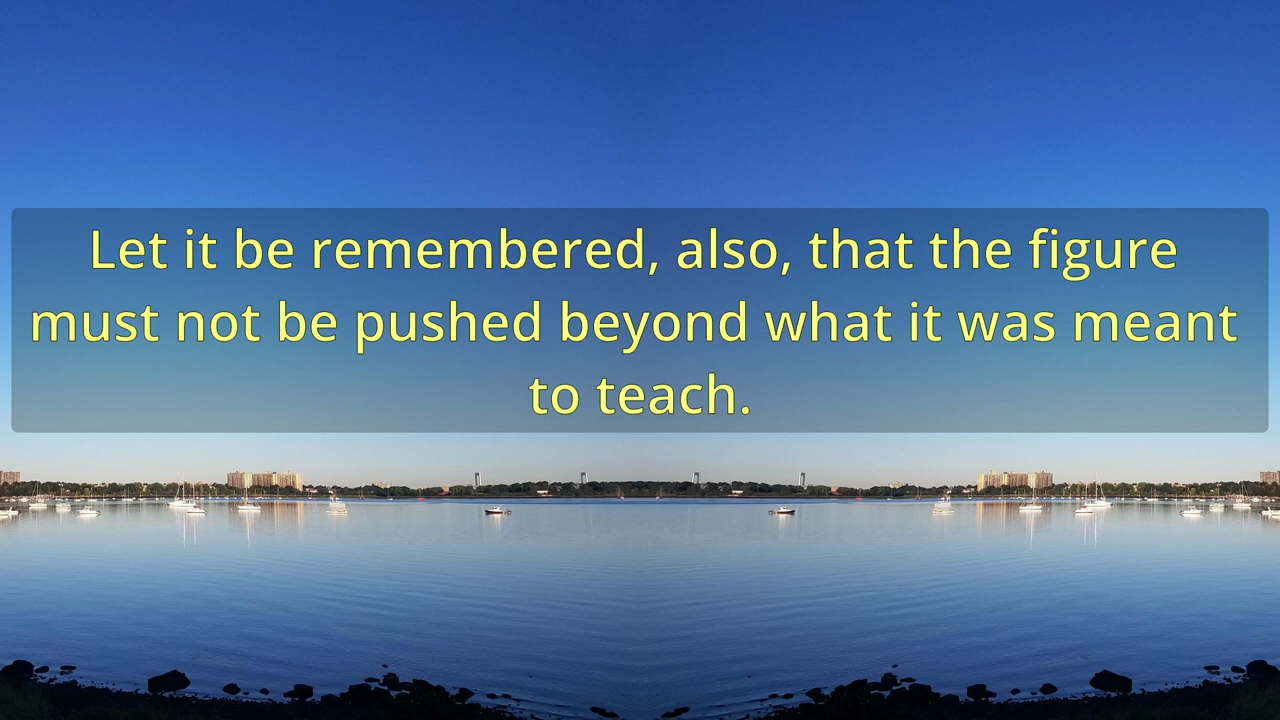 Let it be remembered, also, that the figure
must not be pushed beyond what it was meant
to teach.